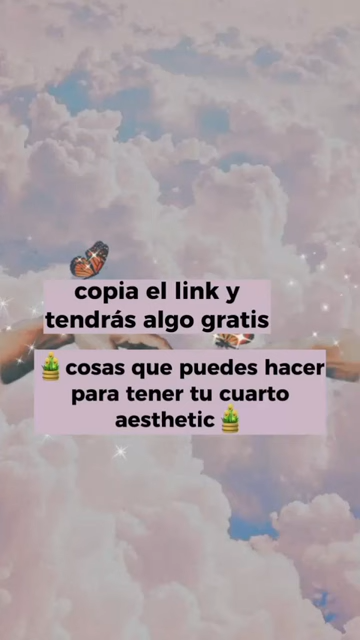 copia el link y
tendrás algo gratis
🎍cosas que puedes hacer
para tener tu cuarto
aesthetic🎍